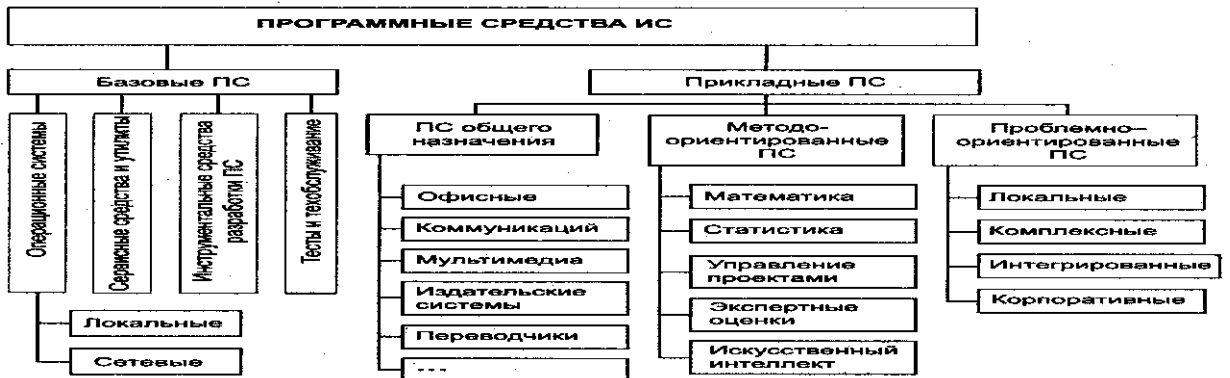 ПРОГРАММНЫЕ СРЕДСТВА ИС
Базовые ПС
Прикладные ПС
Операционные системы
Сервисные средства и утилиты
Инструментальные средства
разработки ПС
Тесты и техобслуживание
Локальные
Сетевые
ПС общего
назначения
Офисные
Коммуникаций
Мультимедиа
Издательские
системы
Переводчики
---
Методо-
ориентированные
ПС
Математика
Статистика
Управление
проектами
Экспертные
оценки
Искусственный
интеллект
Проблемно–
ориентированные
ПС
Локальные
Комплексные
Интегрированные
Корпоративные